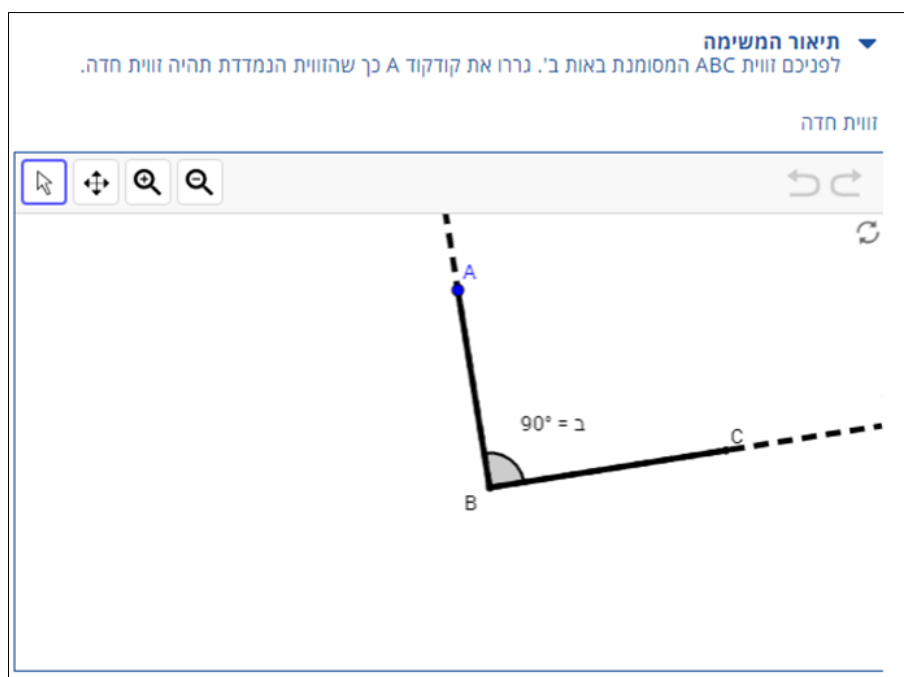 תיאור המשימה
לפניכם זווית ABC המסומנת באות ב'. גררו את קודקוד A כך שהזווית הנמדדת תהיה זווית חדה.
זווית חדה
A
ב = 90°
C
B